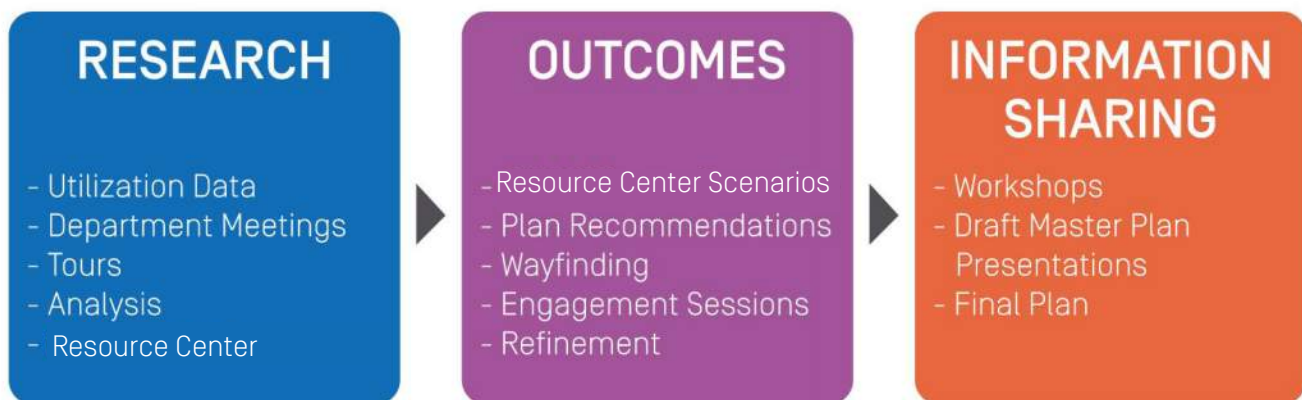 RESEARCH
- Utilization Data
- Department Meetings
- Tours
- Analysis
- Resource Center
OUTCOMES
- Resource Center Scenarios
- Plan Recommendations
- Wayfinding
- Engagement Sessions
- Refinement
INFORMATION
SHARING
- Workshops
- Draft Master Plan
Presentations
- Final Plan